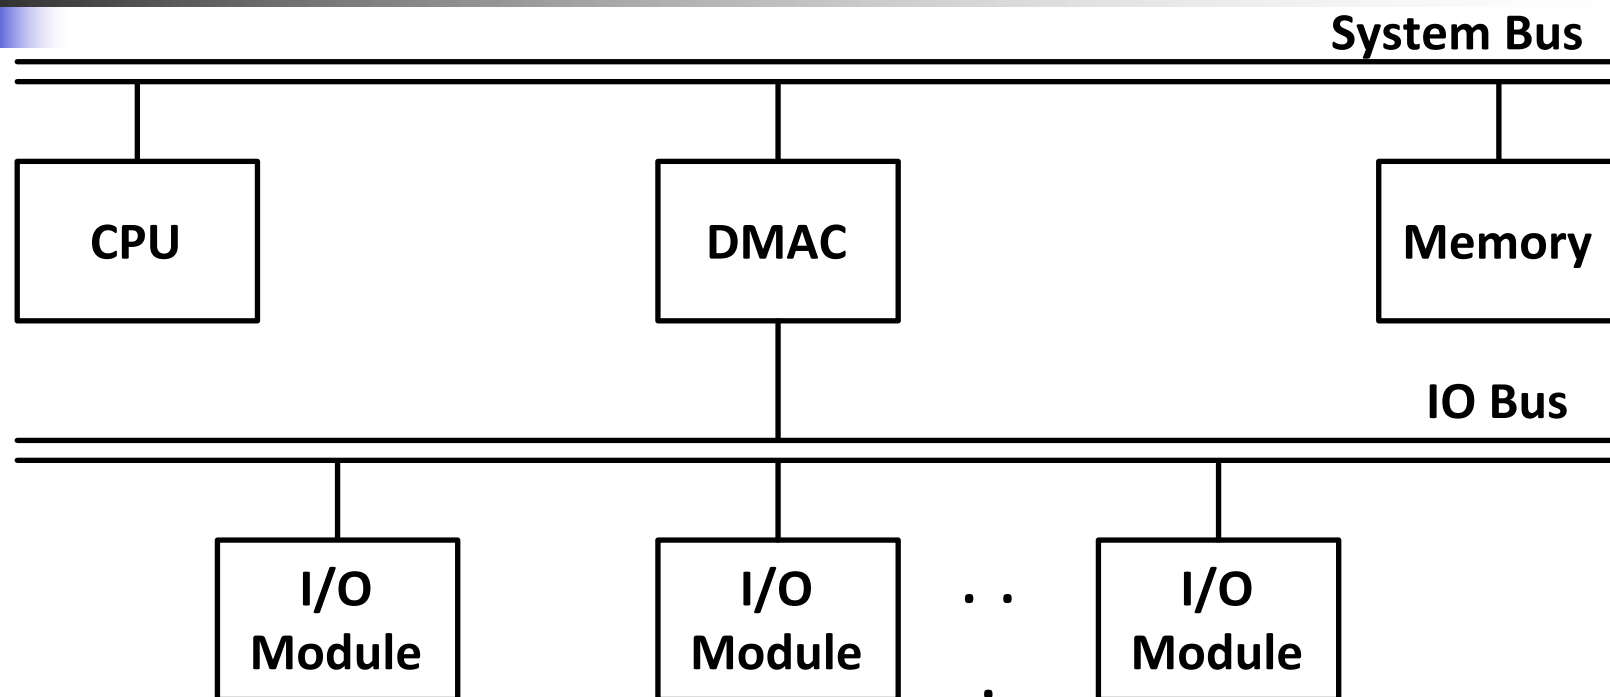 System Bus
CPU
DMAC
Memory
IO Bus
I/O
Module
I/O
Module
. .
.
I/O
Module